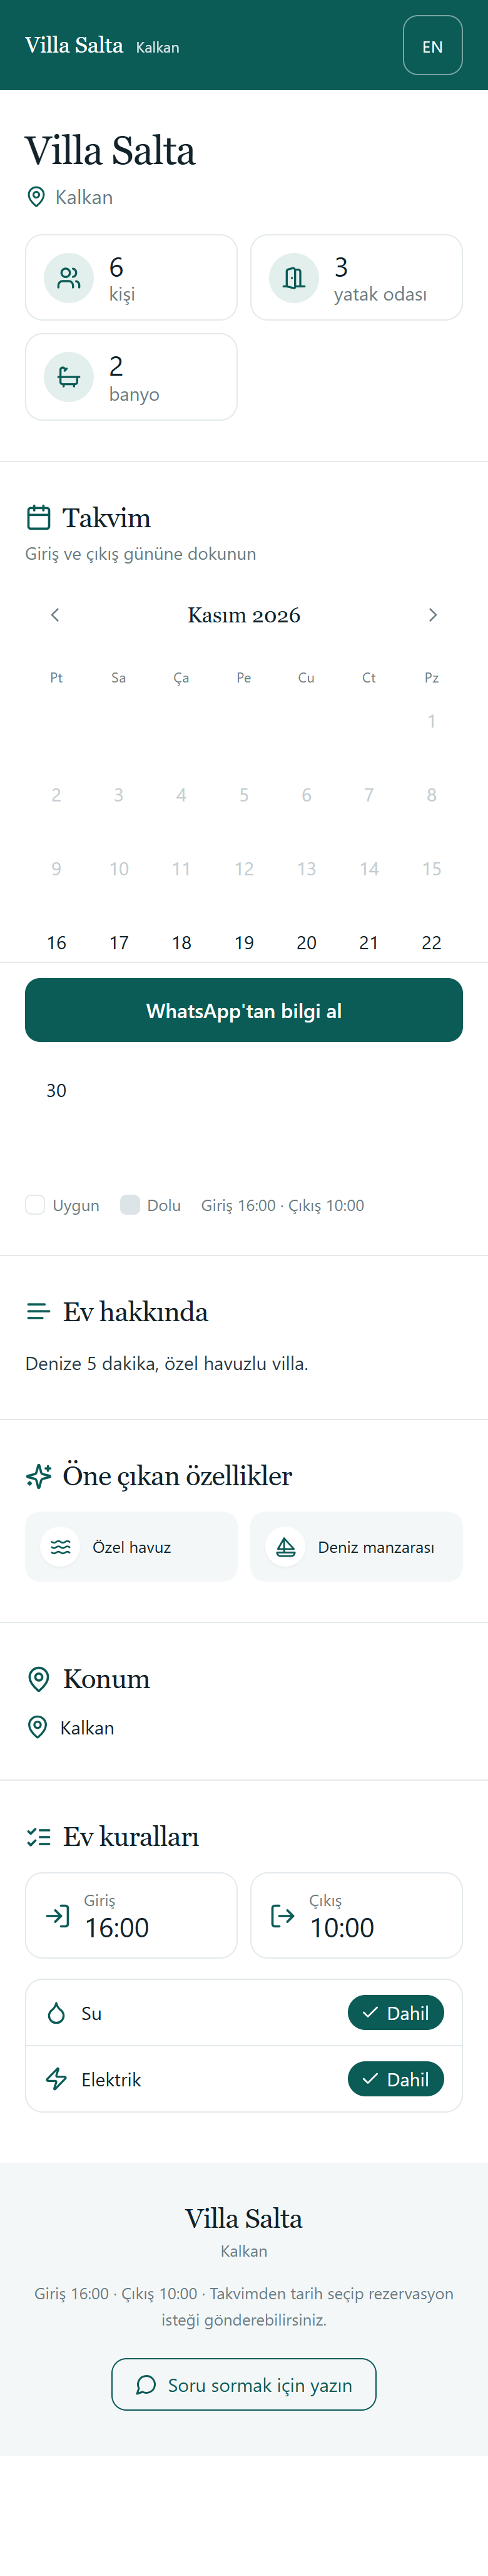 Villa Salta Kalkan EN
Villa Salta
Kalkan
6
kişi
3
yatak odası
2
banyo
Takvim
Giriş ve çıkış gününe dokunun
Kasım 2026
Pt Sa Ça Pe Cu Ct Pz
1
2 3 4 5 6 7 8
9 10 11 12 13 14 15
16 17 18 19 20 21 22
WhatsApp'tan bilgi al
30
Uygun Dolu Giriş 16:00 · Çıkış 10:00
Ev hakkında
Denize 5 dakika, özel havuzlu villa.
Öne çıkan özellikler
Özel havuz
Deniz manzarası
Konum
Kalkan
Ev kuralları
Giriş
16:00
Çıkış
10:00
Su
Dahil
Elektrik
Dahil
Villa Salta
Kalkan
Giriş 16:00 · Çıkış 10:00 · Takvimden tarih seçip rezervasyon
isteği gönderebilirsiniz.
Soru sormak için yazın